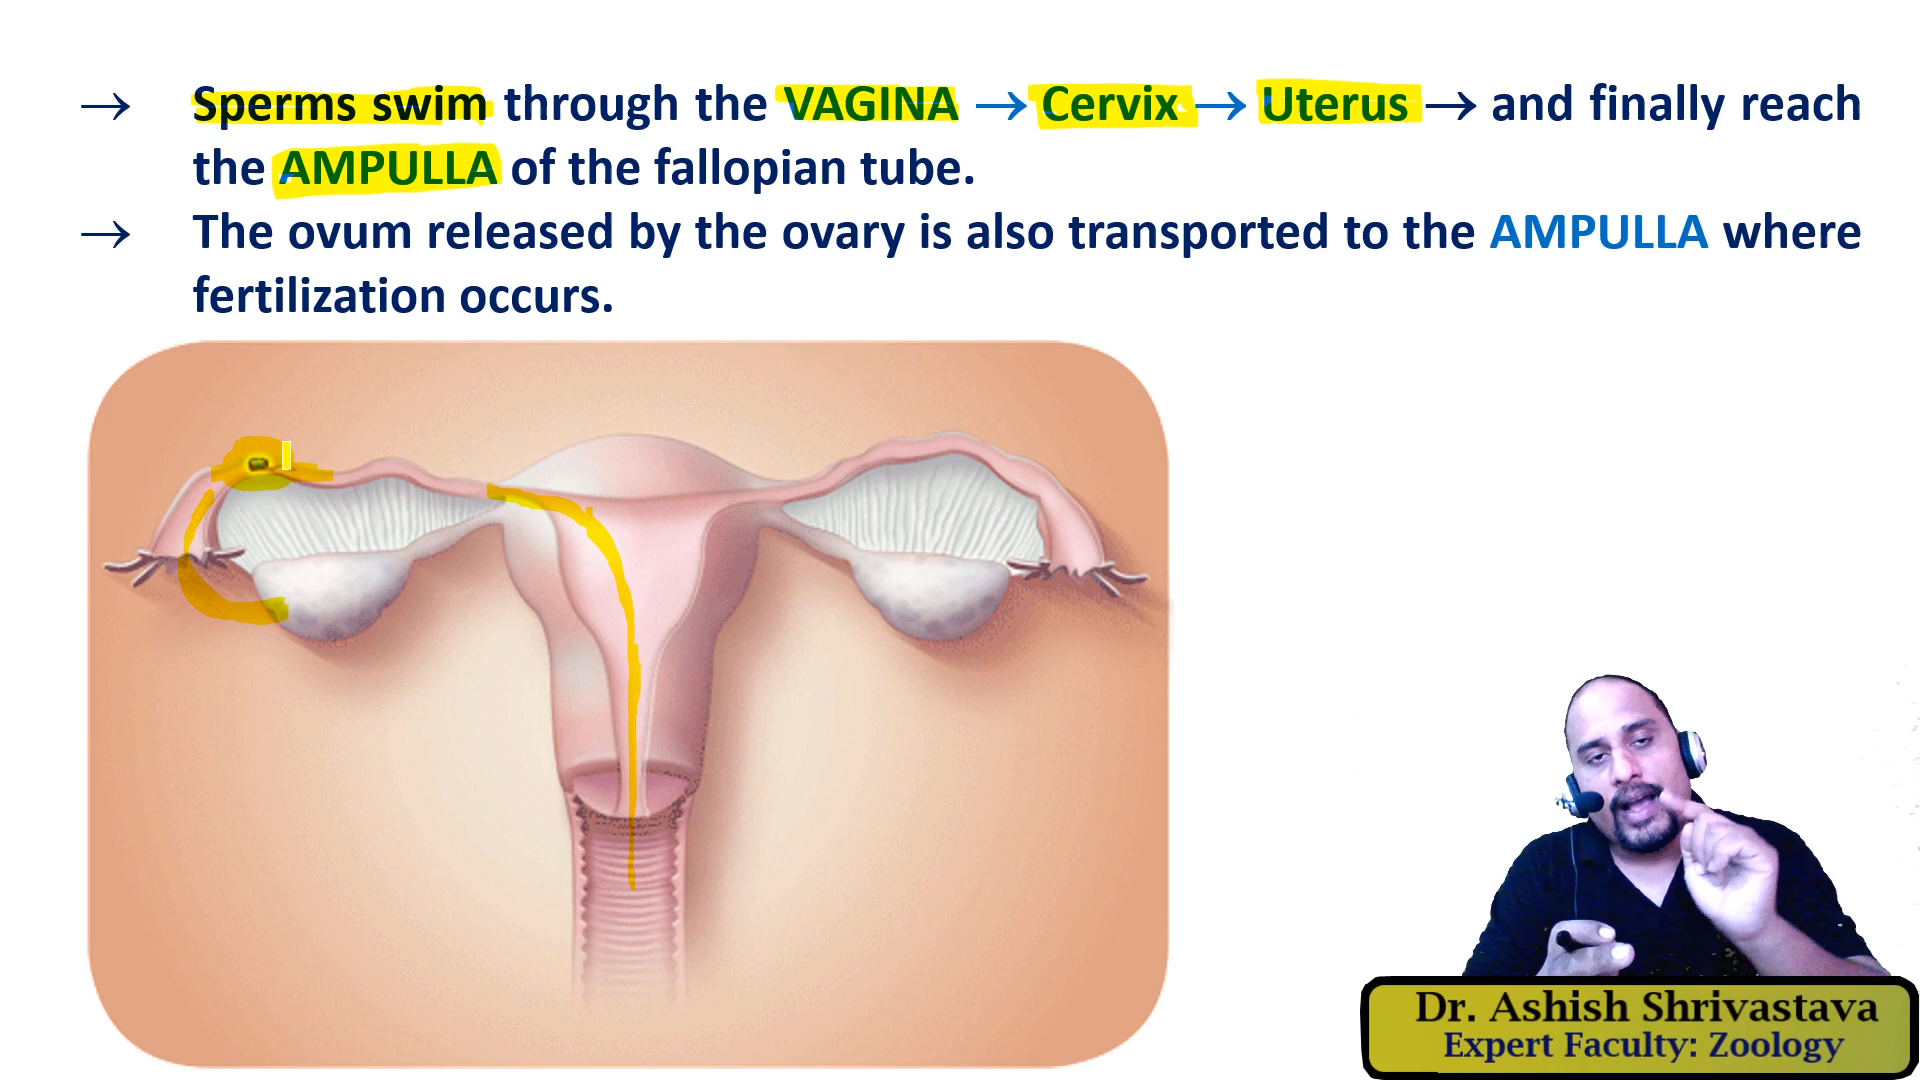 → Sperms swim through the VAGINA → Cervix → Uterus → and finally reach
the AMPULLA of the fallopian tube.
→ The ovum released by the ovary is also transported to the AMPULLA where
fertilization occurs.
Dr. Ashish Shrivastava
Expert Faculty: Zoology